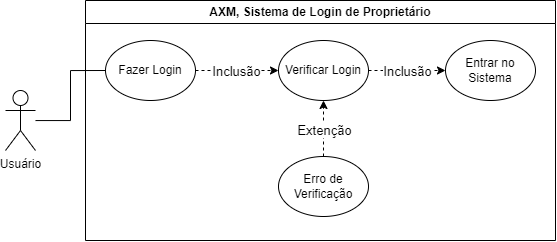 AXM, Sistema de Login de Proprietário
Fazer Login
Inclusão
Verificar Login
Inclusão
Entrar no
Sistema
Extenção
Usuário
Erro de
Verificação